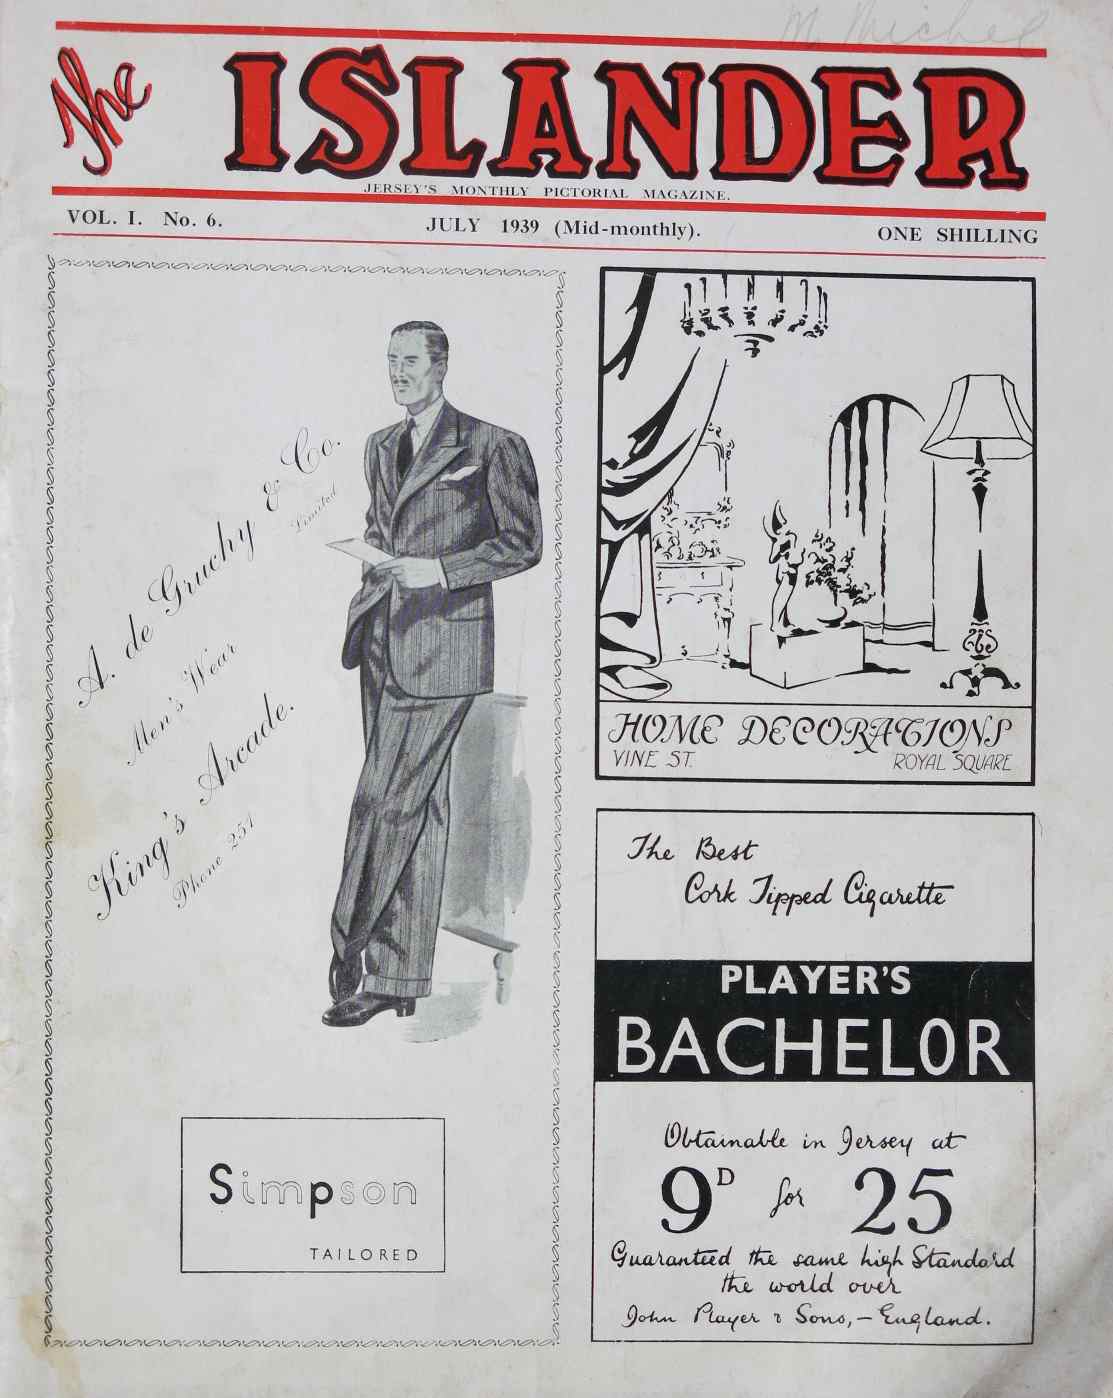 M. Michel
The ISLANDER
JERSEY'S MONTHLY PICTORIAL MAGAZINE.
VOL. I. No. 6.
JULY 1939 (Mid-monthly).
ONE SHILLING
A. de Gruchy & Co.
Limited
Men's Wear
King's Arcade.
Phone 251
Simpson
TAILORED
HOME DECORATIONS
VINE ST.
ROYAL SQUARE
The Best
Cork Tipped Cigarette
PLAYER'S
BACHELOR
Obtainable in Jersey at
9D for 25
Guaranteed the same high Standard
the world over
John Player & Sons, – England.